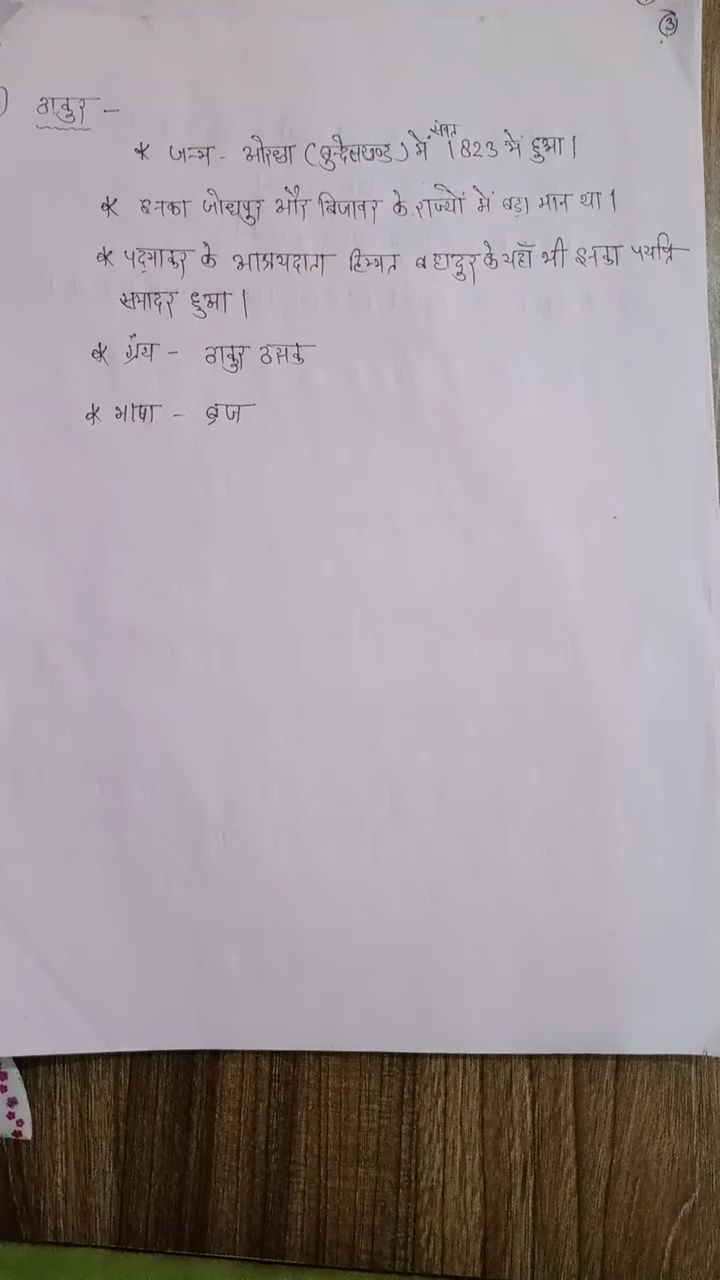 ③
ठाकुर -
* जन्म - ओरछा (बुन्देलखण्ड) में संवत् 1823 में हुआ।
* इनका जोधपुर और बिजावर के राज्यों में बड़ा मान था।
* पद्माकर के आश्रयदाता हिम्मत बहादुर के यहाँ भी इनका पर्याप्त
समादर हुआ।
* ग्रंथ - ठाकुर ठसक
* भाषा - ब्रज